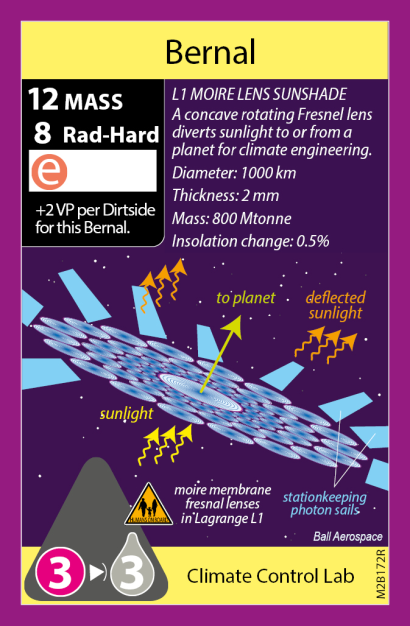 Bernal
12 MASS
8 Rad-Hard
e
+2 VP per Dirtside
for this Bernal.
L1 MOIRE LENS SUNSHADE
A concave rotating Fresnel lens
diverts sunlight to or from a
planet for climate engineering.
Diameter: 1000 km
Thickness: 2 mm
Mass: 800 Mtonne
Insolation change: 0.5%
to planet
deflected
sunlight
sunlight
moire membrane
fresnal lenses
in Lagrange L1
stationkeeping
photon sails
Ball Aerospace
3
3
Climate Control Lab
M2B172R